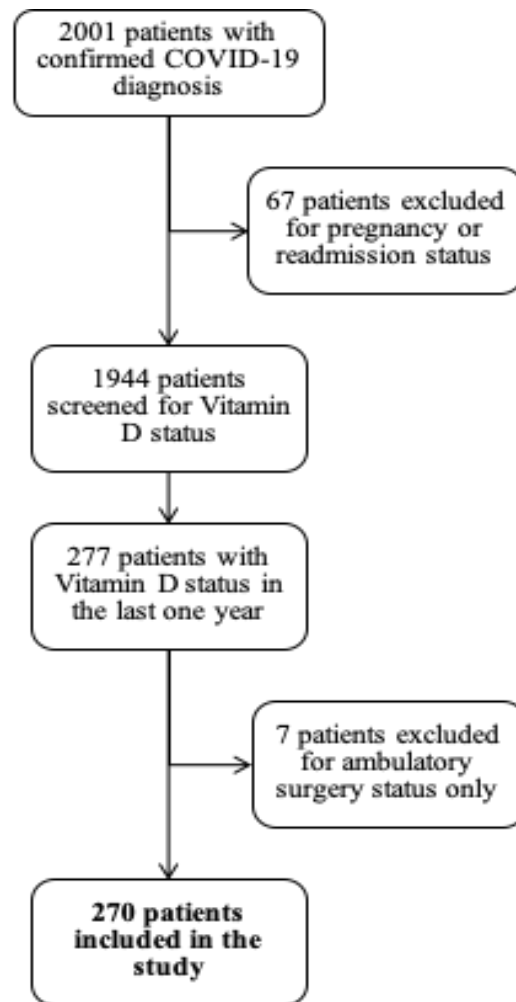 2001 patients with
confirmed COVID-19
diagnosis
67 patients excluded
for pregnancy or
readmission status
1944 patients
screened for Vitamin
D status
277 patients with
Vitamin D status in
the last one year
7 patients excluded
for ambulatory
surgery status only
270 patients
included in the
study